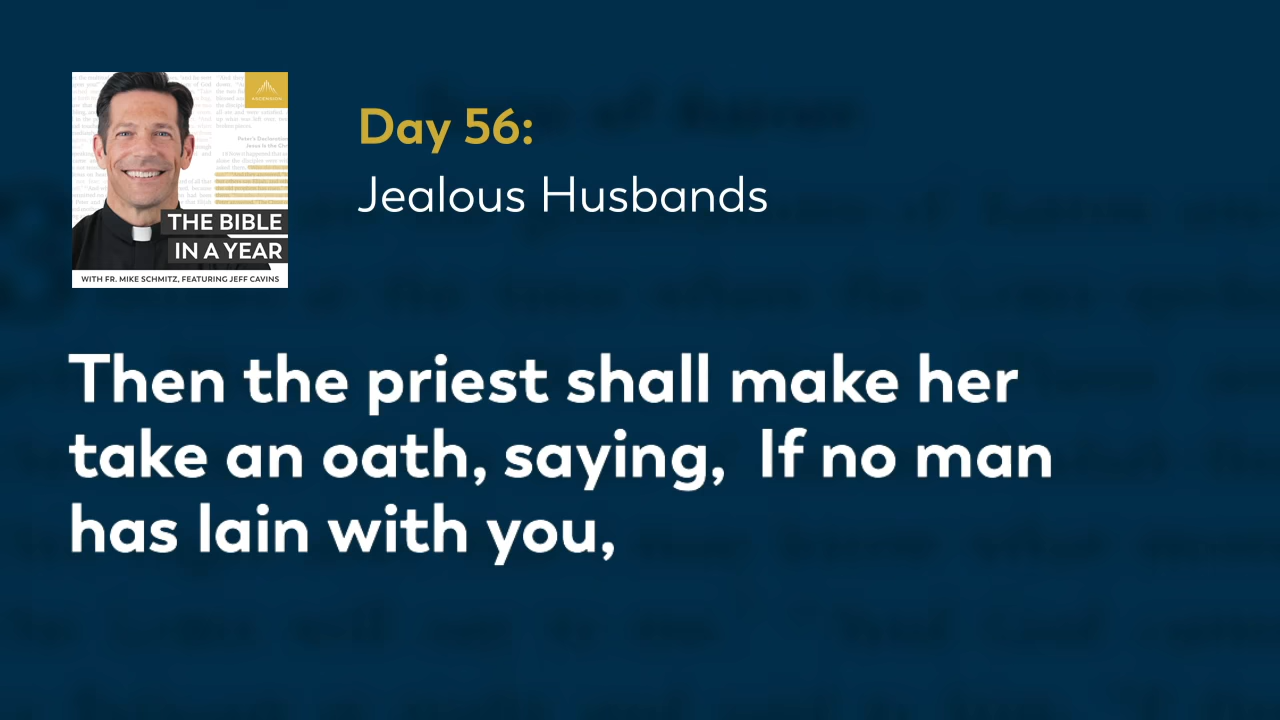 ASCENSION
THE BIBLE
IN A YEAR
WITH FR. MIKE SCHMITZ, FEATURING JEFF CAVINS
Day 56:
Jealous Husbands
Then the priest shall make her
take an oath, saying,  If no man
has lain with you,